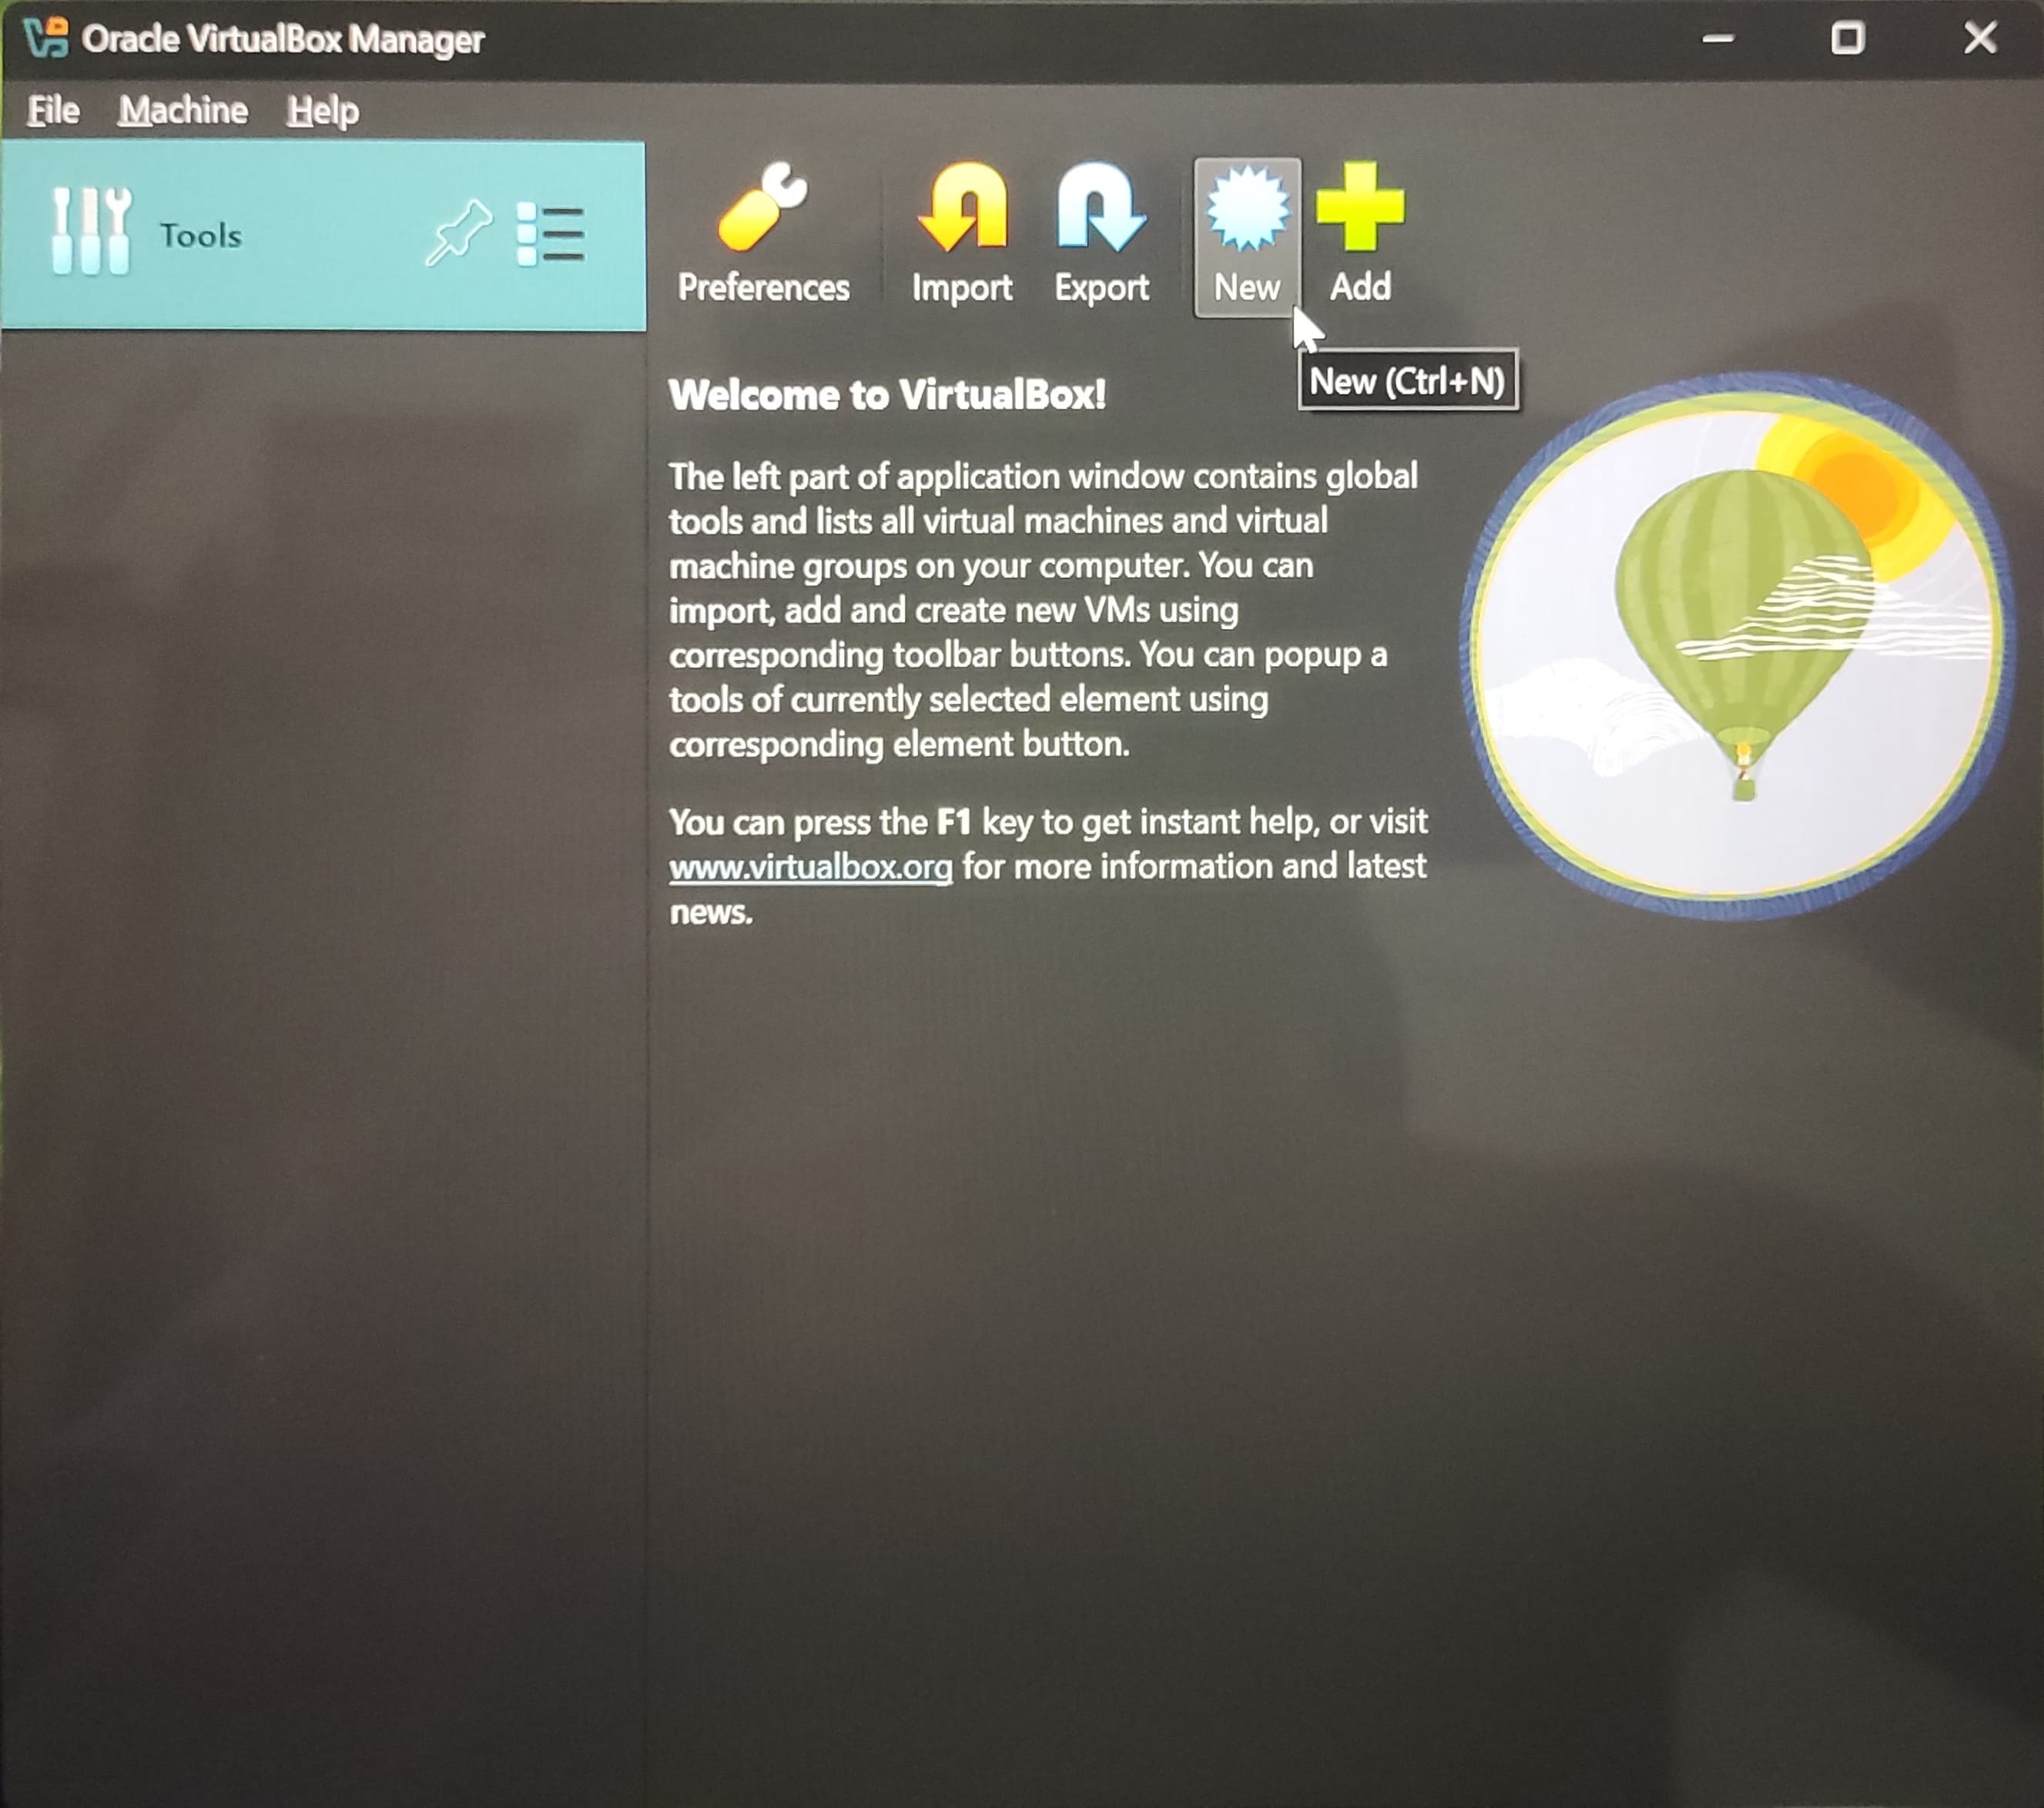 Oracle VirtualBox Manager
File Machine Help
Tools
Preferences Import Export New Add
New (Ctrl+N)
Welcome to VirtualBox!
The left part of application window contains global
tools and lists all virtual machines and virtual
machine groups on your computer. You can
import, add and create new VMs using
corresponding toolbar buttons. You can popup a
tools of currently selected element using
corresponding element button.
You can press the F1 key to get instant help, or visit
www.virtualbox.org for more information and latest
news.